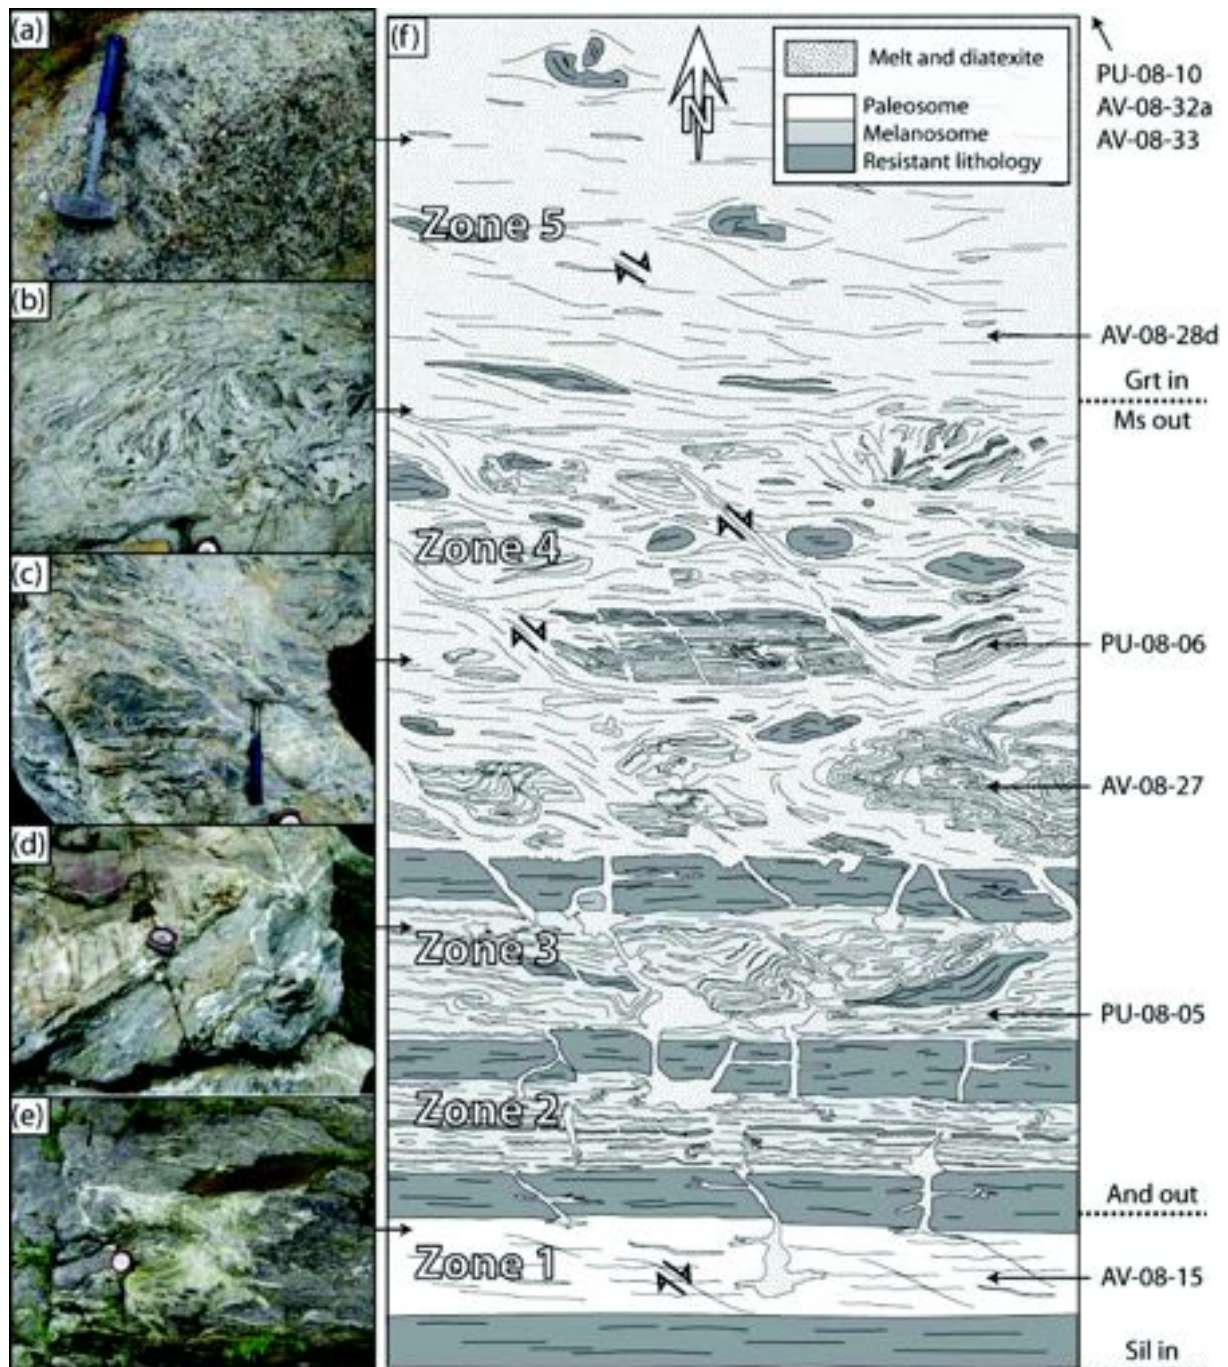 (a)
(b)
(c)
(d)
(e)
(f)
N
Melt and diatexite
Paleosome
Melanosome
Resistant lithology
Zone 5
Zone 4
Zone 3
Zone 2
Zone 1
PU-08-10
AV-08-32a
AV-08-33
AV-08-28d
Grt in
Ms out
PU-08-06
AV-08-27
PU-08-05
And out
AV-08-15
Sil in